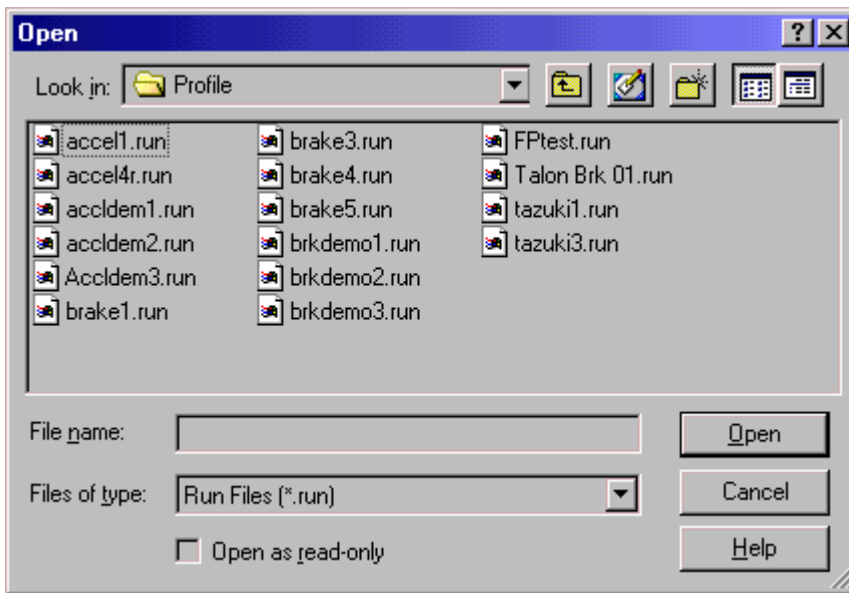 Open
Look in: Profile
accel1.run
accel4r.run
accldem1.run
accldem2.run
Accldem3.run
brake1.run
brake3.run
brake4.run
brake5.run
brkdemo1.run
brkdemo2.run
brkdemo3.run
FPtest.run
Talon Brk 01.run
tazuki1.run
tazuki3.run
File name:
Open
Files of type: Run Files (*.run)
Cancel
Open as read-only
Help